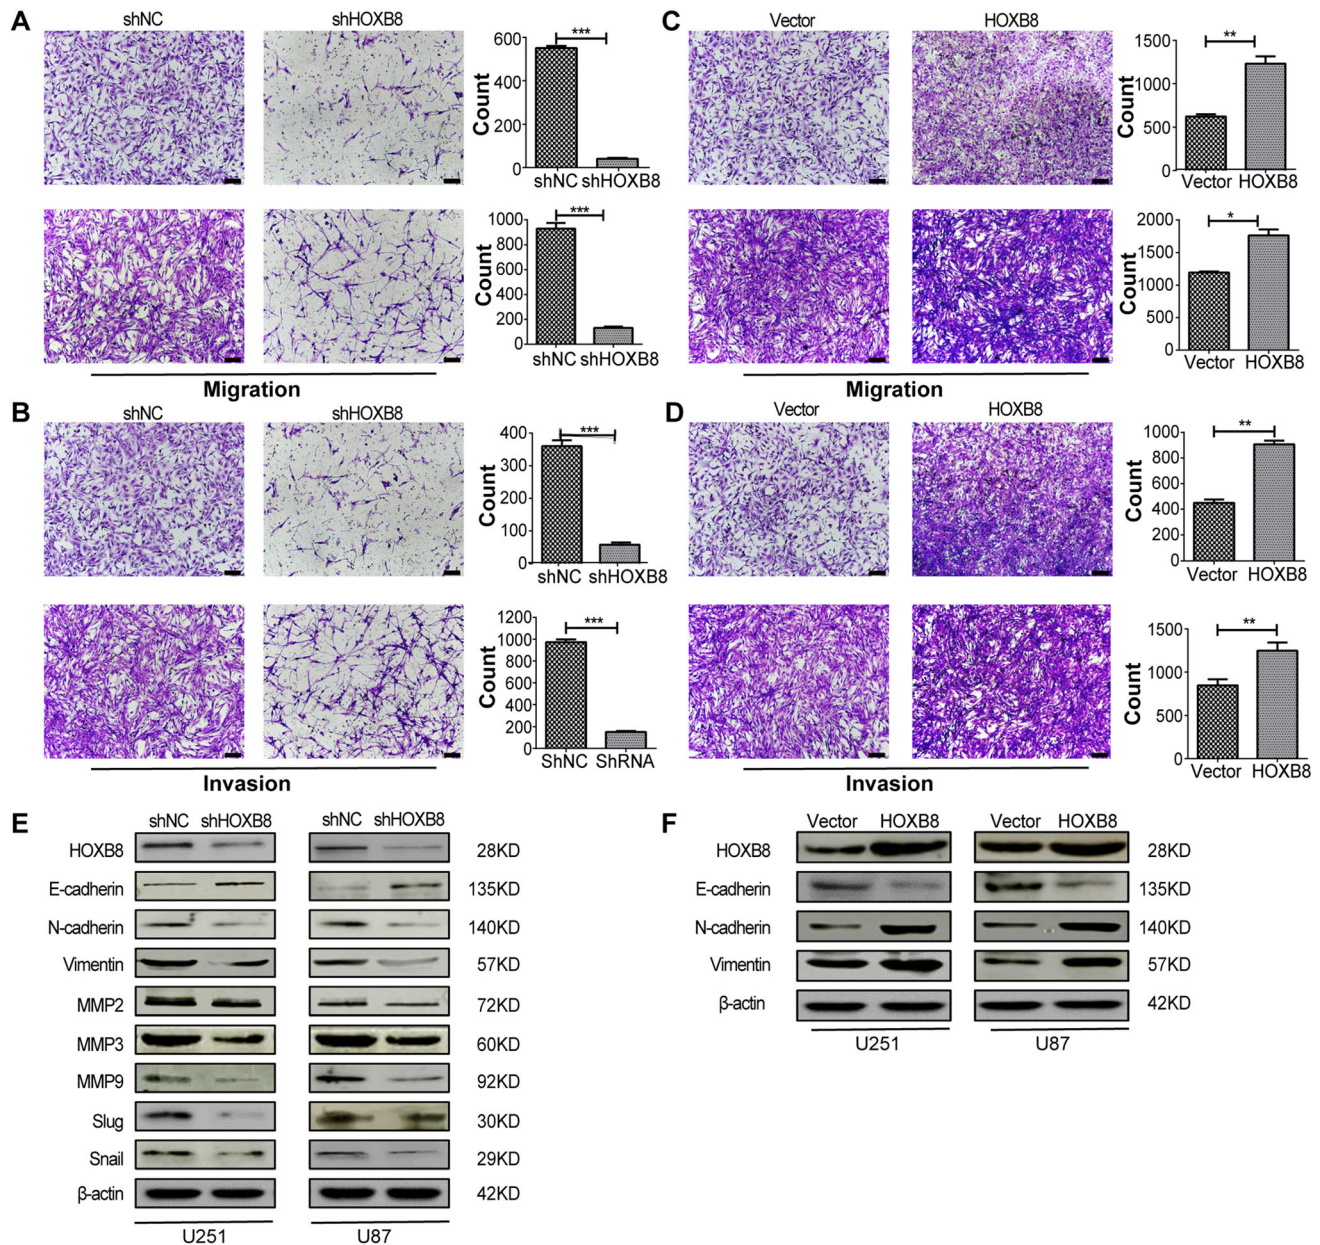 A
shNC
shHOXB8
600
400
200
0
Count
***
shNC shHOXB8
1000
800
600
400
200
0
Count
***
shNC shHOXB8
Migration
C
Vector
HOXB8
1500
1000
500
0
Count
**
Vector HOXB8
2000
1500
1000
500
0
Count
*
Vector HOXB8
Migration
B
shNC
shHOXB8
400
300
200
100
0
Count
***
shNC shHOXB8
1200
1000
800
600
400
200
0
Count
***
ShNC ShRNA
Invasion
D
Vector
HOXB8
1000
800
600
400
200
0
Count
**
Vector HOXB8
1500
1000
500
0
Count
**
Vector HOXB8
Invasion
E
shNC shHOXB8 shNC shHOXB8
HOXB8 28KD
E-cadherin 135KD
N-cadherin 140KD
Vimentin 57KD
MMP2 72KD
MMP3 60KD
MMP9 92KD
Slug 30KD
Snail 29KD
β-actin 42KD
U251 U87
F
Vector HOXB8 Vector HOXB8
HOXB8 28KD
E-cadherin 135KD
N-cadherin 140KD
Vimentin 57KD
β-actin 42KD
U251 U87